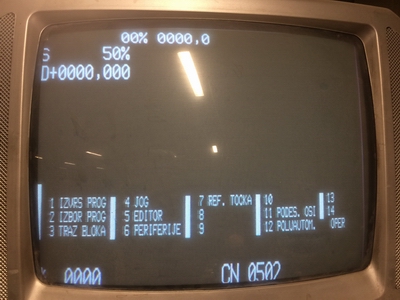 00% 0000,0
S 50%
D+0000,000
1 IZVRS PROG 4 JOG 7 REF. TOCKA 10 13
2 IZBOR PROG 5 EDITOR 8 11 PODES. OSI 14
3 TRAZ BLOKA 6 PERIFERIJE 9 12 POLUAUTOM. OPER
0000 CN 0502